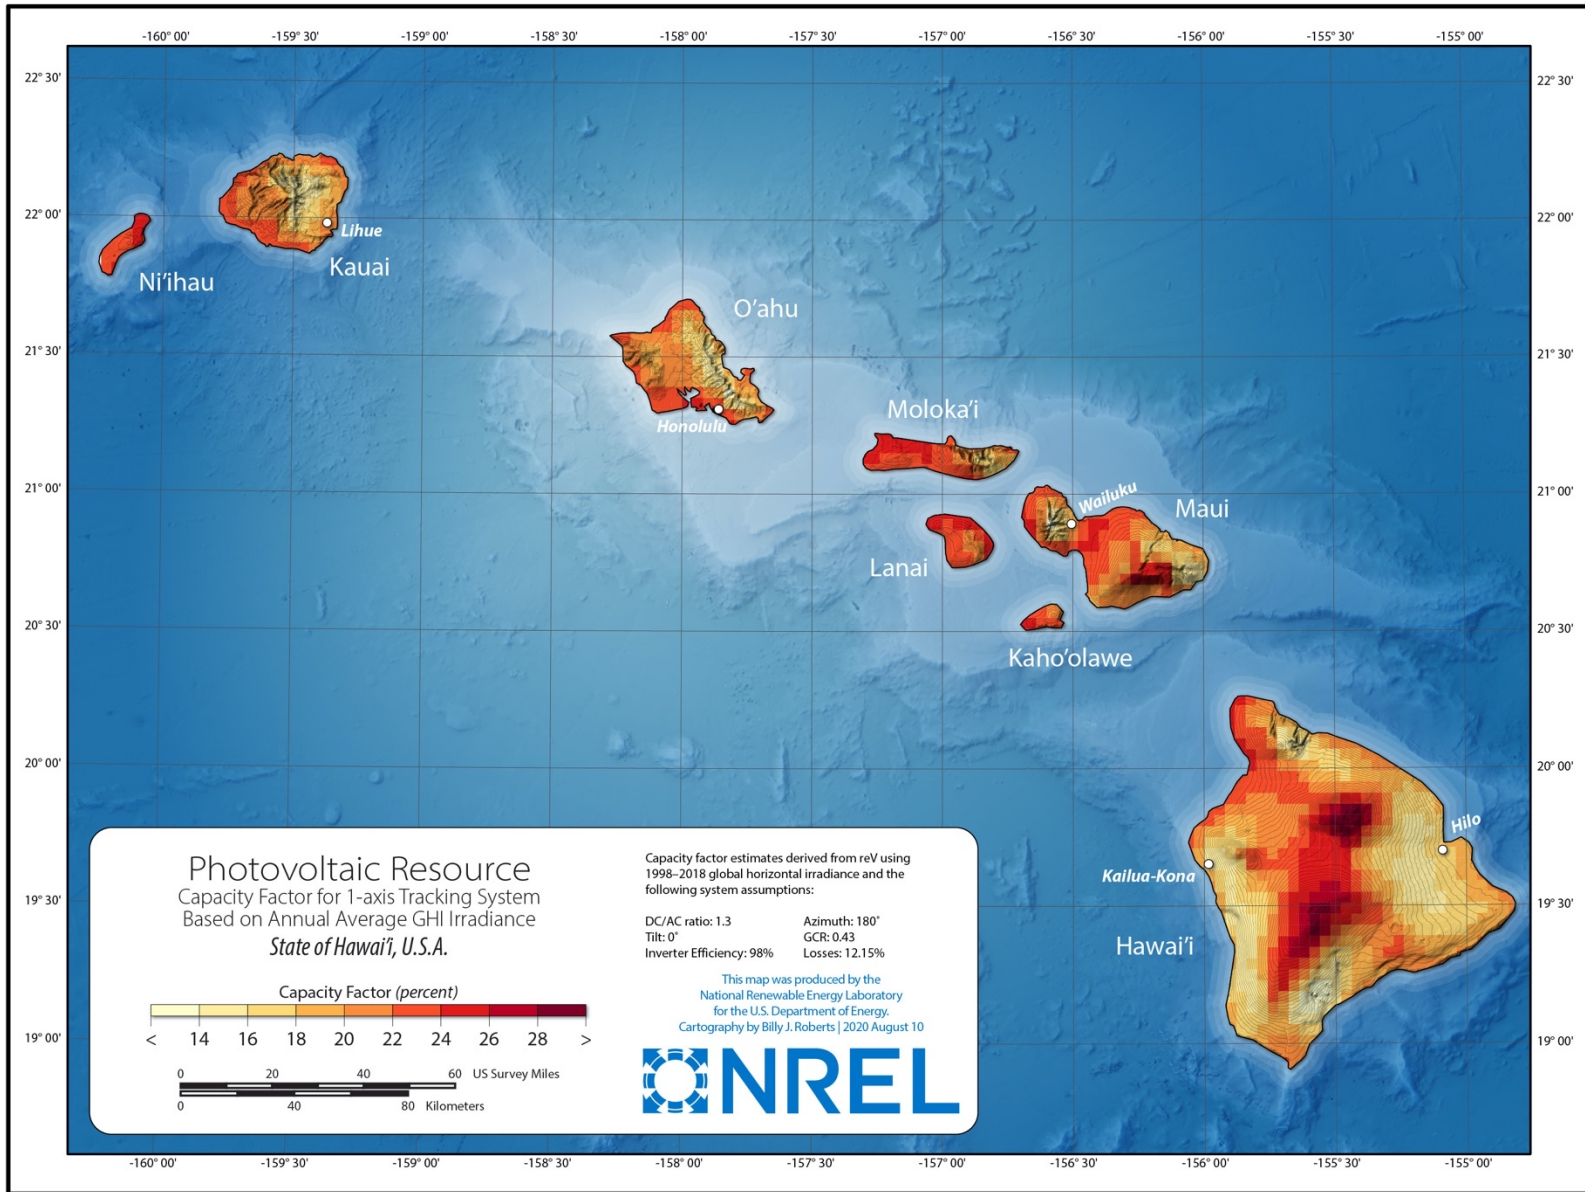 -160° 00'
-159° 30'
-159° 00'
-158° 30'
-158° 00'
-157° 30'
-157° 00'
-156° 30'
-156° 00'
-155° 30'
-155° 00'
22° 30'
22° 30'
22° 00'
22° 00'
Lihue
Kauai
Ni'ihau
O'ahu
21° 30'
21° 30'
Honolulu
Moloka'i
21° 00'
21° 00'
Wailuku
Maui
Lanai
20° 30'
20° 30'
Kaho'olawe
20° 00'
20° 00'
Hilo
Kailua-Kona
19° 30'
19° 30'
Hawai'i
19° 00'
19° 00'
Photovoltaic Resource
Capacity Factor for 1-axis Tracking System
Based on Annual Average GHI Irradiance
State of Hawai'i, U.S.A.
Capacity Factor (percent)
< 14 16 18 20 22 24 26 28 >
0 20 40 60 US Survey Miles
0 40 80 Kilometers
Capacity factor estimates derived from reV using
1998–2018 global horizontal irradiance and the
following system assumptions:
DC/AC ratio: 1.3 Azimuth: 180°
Tilt: 0° GCR: 0.43
Inverter Efficiency: 98% Losses: 12.15%
This map was produced by the
National Renewable Energy Laboratory
for the U.S. Department of Energy.
Cartography by Billy J. Roberts | 2020 August 10
NREL
-160° 00'
-159° 30'
-159° 00'
-158° 30'
-158° 00'
-157° 30'
-157° 00'
-156° 30'
-156° 00'
-155° 30'
-155° 00'